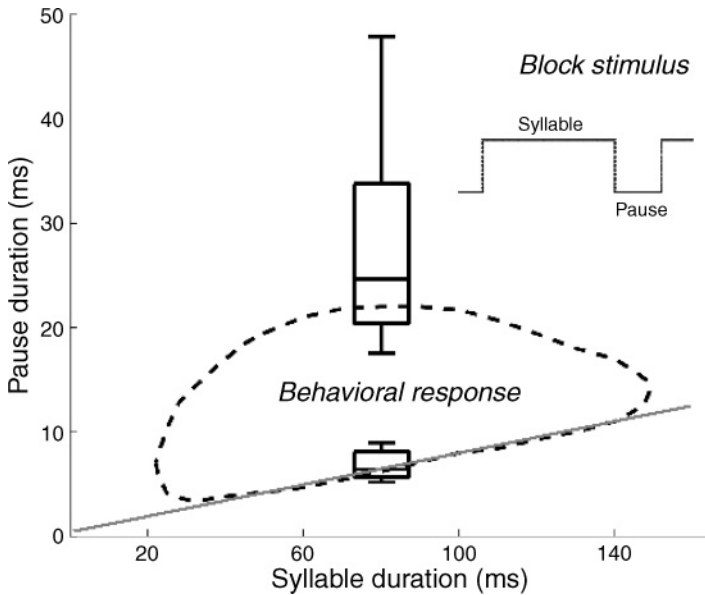 50
Block stimulus
40
Syllable
Pause
30
20
Behavioral response
10
0
20
60
100
140
Pause duration (ms)
Syllable duration (ms)